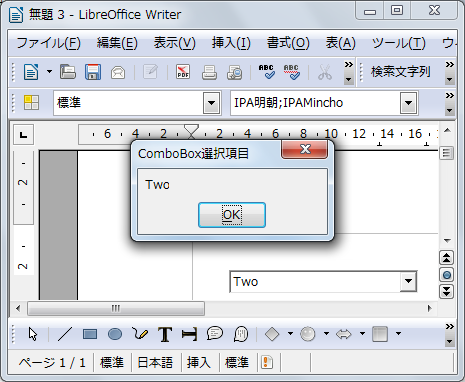 無題 3 - LibreOffice Writer
ファイル(F) 編集(E) 表示(V) 挿入(I) 書式(O) 表(A) ツール(T) ウィ
PDF ABC ABC 検索文字列
標準 IPA明朝;IPAMincho
6 4 2 2 4 6 8 10 12 14 16
ComboBox選択項目
Two
OK
2
2
Two
T
ページ 1 / 1 標準 日本語 挿入 標準